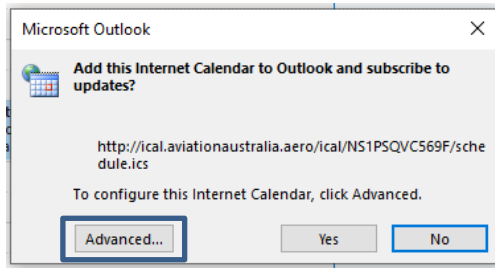 Microsoft Outlook
Add this Internet Calendar to Outlook and subscribe to
updates?
http://ical.aviationaustralia.aero/ical/NS1PSQVC569F/sche
dule.ics
To configure this Internet Calendar, click Advanced.
Advanced...
Yes
No